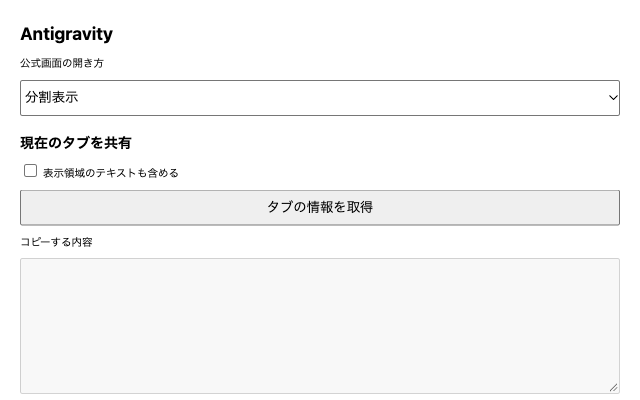 Antigravity
公式画面の開き方
分割表示
現在のタブを共有
表示領域のテキストも含める
タブの情報を取得
コピーする内容